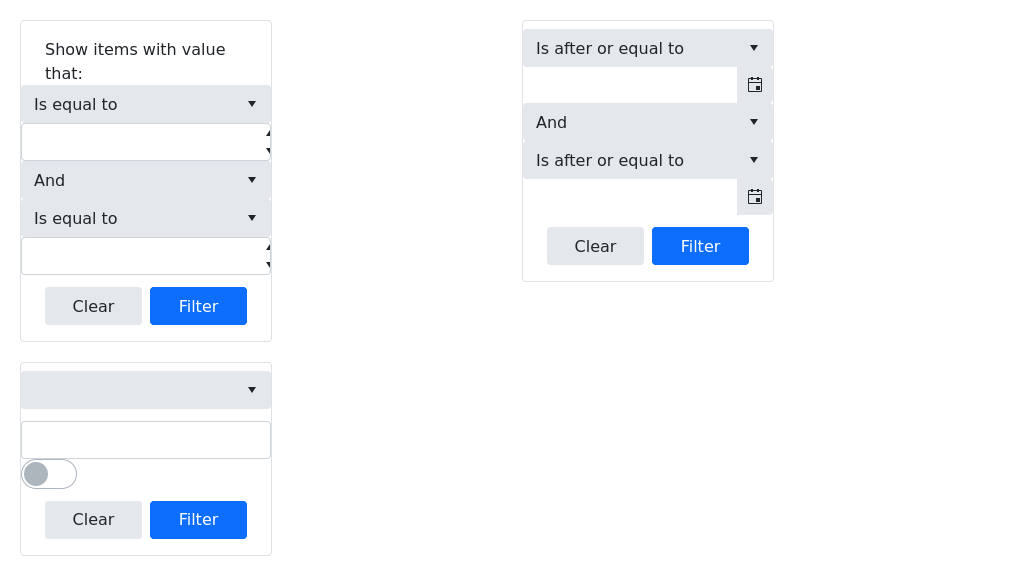 Show items with value
that:
Is equal to
And
Is equal to
Clear Filter
Clear Filter
Is after or equal to
And
Is after or equal to
Clear Filter